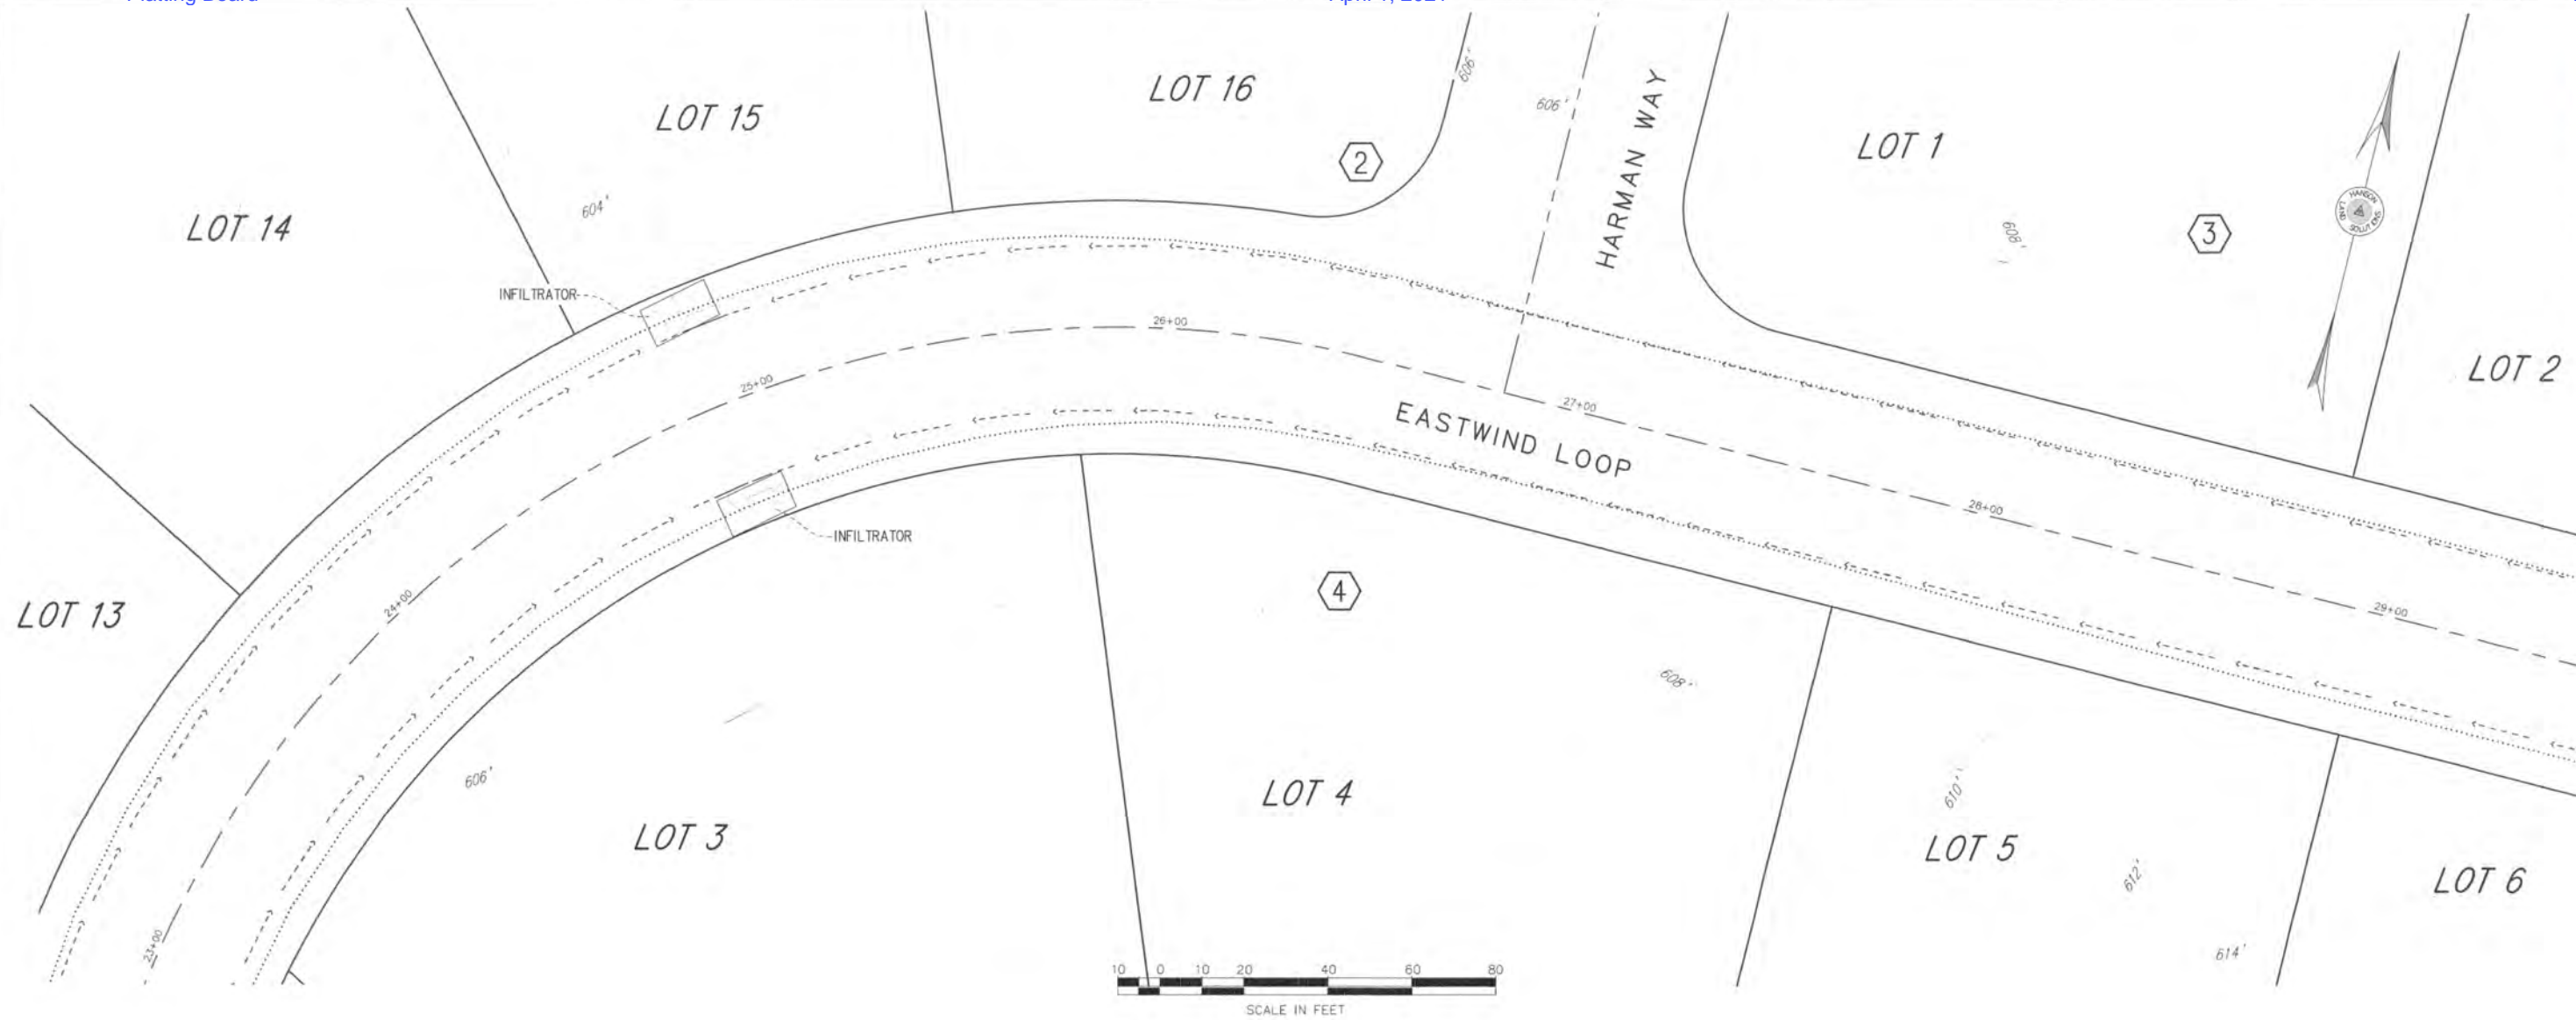 LOT 16
606'
LOT 15
606'
LOT 1
HARMAN WAY
2
HANSON
LAND
SOLUTIONS
604'
LOT 14
608'
3
INFILTRATOR
26+00
LOT 2
25+00
27+00
EASTWIND LOOP
28+00
INFILTRATOR
4
24+00
LOT 13
29+00
608'
606'
LOT 3
LOT 4
610'
LOT 5
612'
LOT 6
23+00
614'
10 0 10 20 40 60 80
SCALE IN FEET